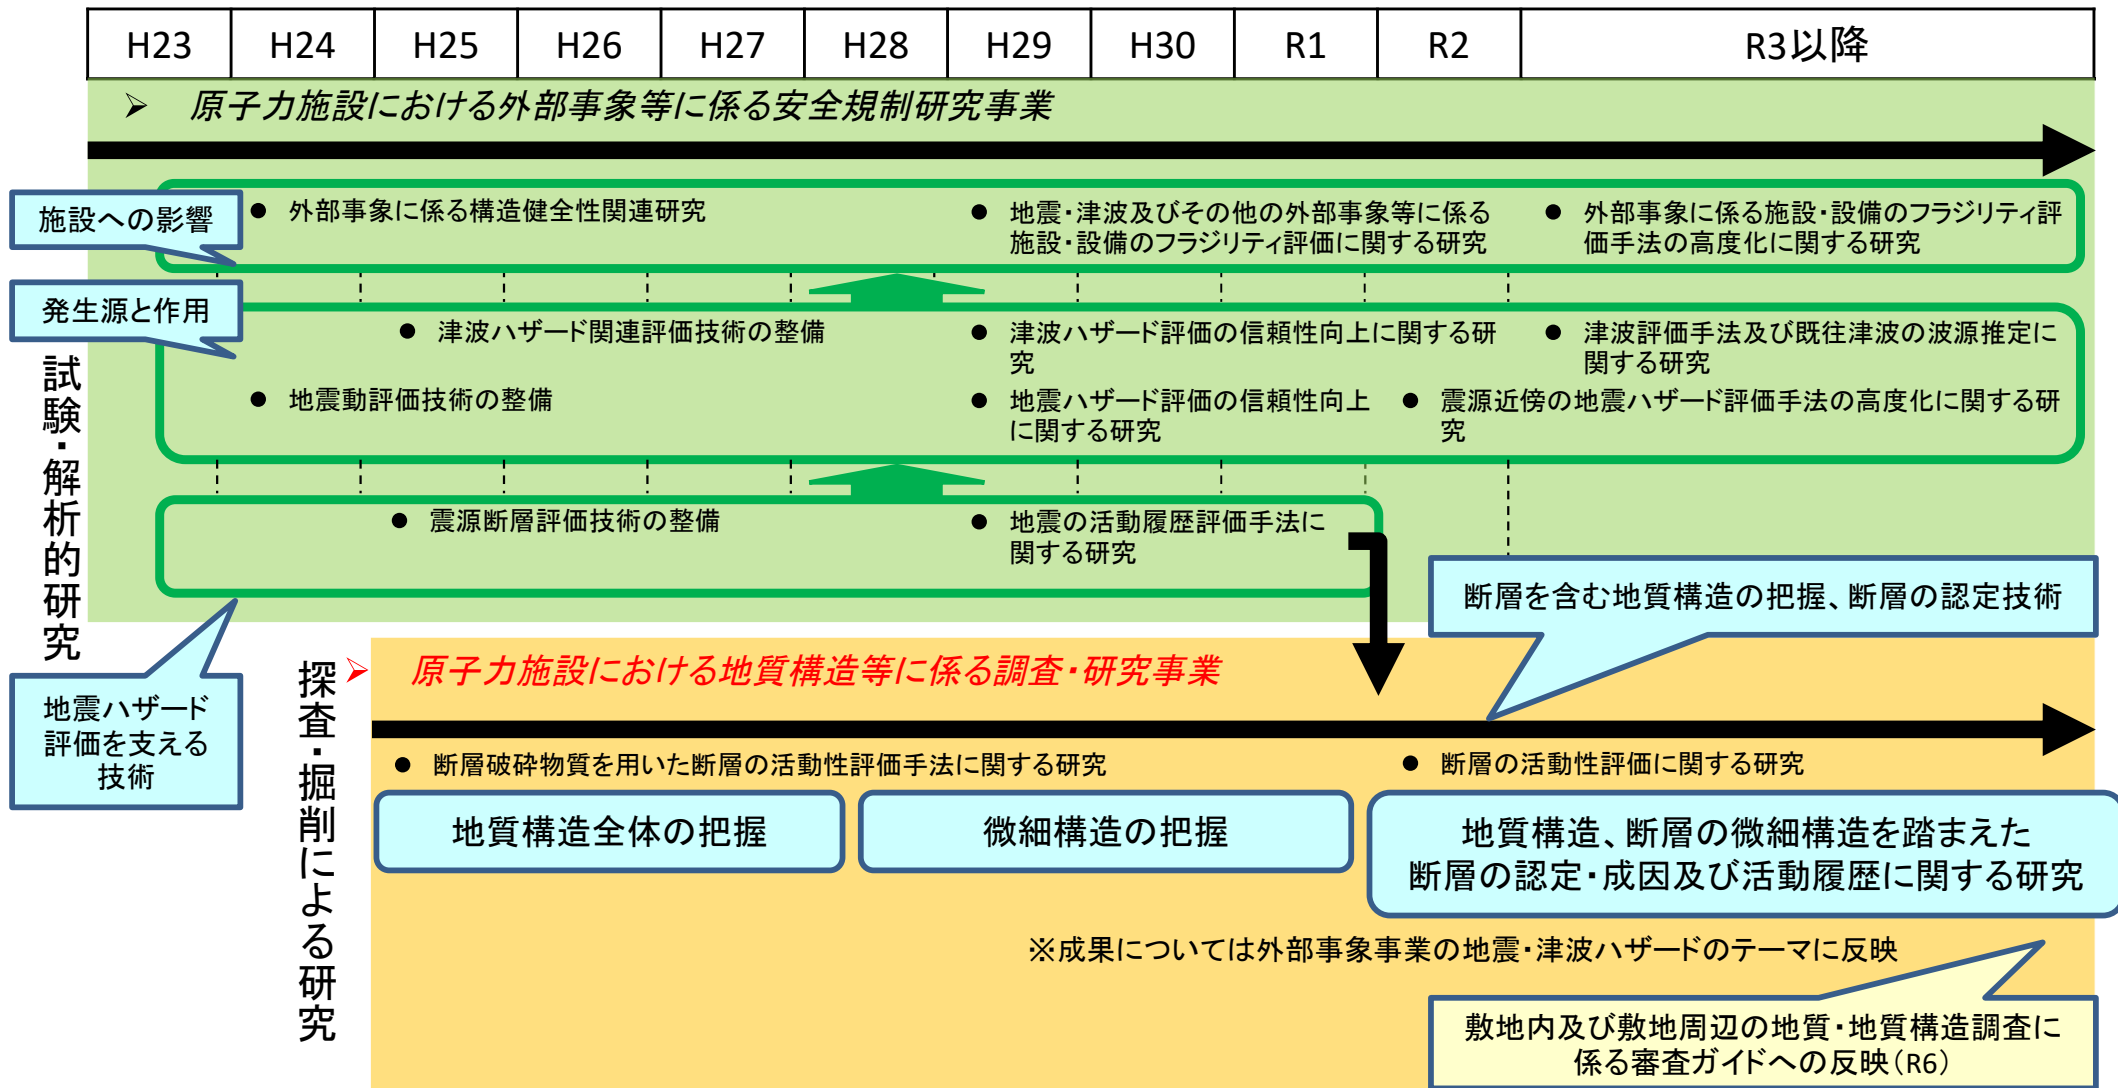 H23 H24 H25 H26 H27 H28 H29 H30 R1 R2 R3以降
➢ 原子力施設における外部事象等に係る安全規制研究事業
施設への影響
● 外部事象に係る構造健全性関連研究
● 地震・津波及びその他の外部事象等に係る
施設・設備のフラジリティ評価に関する研究
● 外部事象に係る施設・設備のフラジリティ評
価手法の高度化に関する研究
発生源と作用
● 津波ハザード関連評価技術の整備
● 津波ハザード評価の信頼性向上に関する研
究
● 津波評価手法及び既往津波の波源推定に
関する研究
● 地震動評価技術の整備
● 地震ハザード評価の信頼性向上
に関する研究
● 震源近傍の地震ハザード評価手法の高度化に関する研
究
試験・解析的研究
● 震源断層評価技術の整備
● 地震の活動履歴評価手法に
関する研究
地震ハザード
評価を支える
技術
断層を含む地質構造の把握、断層の認定技術
探査・掘削による研究
➢ 原子力施設における地質構造等に係る調査・研究事業
● 断層破砕物質を用いた断層の活動性評価手法に関する研究
● 断層の活動性評価に関する研究
地質構造全体の把握
微細構造の把握
地質構造、断層の微細構造を踏まえた
断層の認定・成因及び活動履歴に関する研究
※成果については外部事象事業の地震・津波ハザードのテーマに反映
敷地内及び敷地周辺の地質・地質構造調査に
係る審査ガイドへの反映（R6）